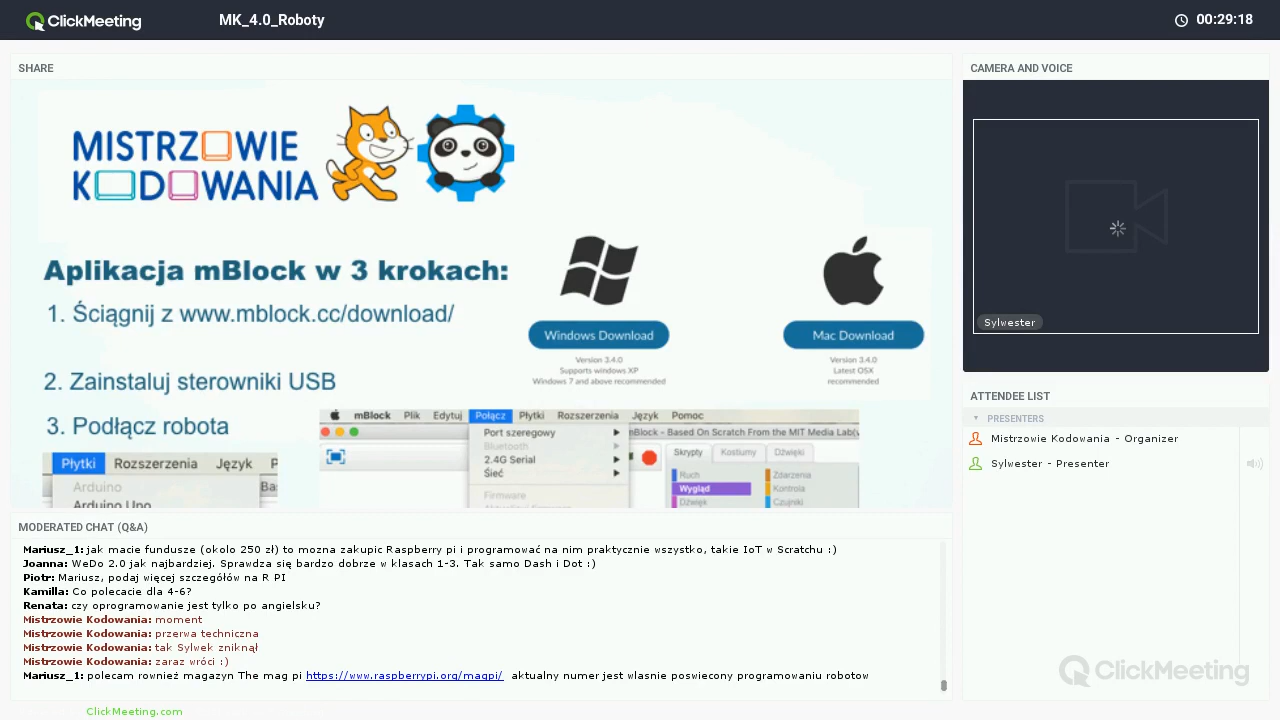 ClickMeeting
MK_4.0_Roboty
00:29:18
SHARE
MISTRZOWIE
KODOWANIA
Aplikacja mBlock w 3 krokach:
1. Ściągnij z www.mblock.cc/download/
2. Zainstaluj sterowniki USB
3. Podłącz robota
Windows Download
Version 3.4.0
Supports windows XP
Windows 7 and above recommended
Mac Download
Version 3.4.0
Latest OSX
recommended
Płytki Rozszerzenia Język P
Arduino
Arduino Uno
Ba
mBlock Plik Edytuj Połącz Płytki Rozszerzenia Język Pomoc
Port szeregowy
Bluetooth
2.4G Serial
Sieć
Firmware
mBlock - Based On Scratch From the MIT Media Lab(v
Skrypty Kostiumy Dźwięki
Ruch Zdarzenia
Wygląd Kontrola
Dźwięk Czujniki
CAMERA AND VOICE
Sylwester
ATTENDEE LIST
PRESENTERS
Mistrzowie Kodowania - Organizer
Sylwester - Presenter
MODERATED CHAT (Q&A)
Mariusz_1: jak macie fundusze (okolo 250 zł) to mozna zakupic Raspberry pi i programować na nim praktycznie wszystko, takie IoT w Scratchu :)
Joanna: WeDo 2.0 jak najbardziej. Sprawdza się bardzo dobrze w klasach 1-3. Tak samo Dash i Dot :)
Piotr: Mariusz, podaj więcej szczegółów na R PI
Kamilla: Co polecacie dla 4-6?
Renata: czy oprogramowanie jest tylko po angielsku?
Mistrzowie Kodowania: moment
Mistrzowie Kodowania: przerwa techniczna
Mistrzowie Kodowania: tak Sylwek zniknął
Mistrzowie Kodowania: zaraz wróci :)
Mariusz_1: polecam rownież magazyn The mag pi https://www.raspberrypi.org/magpi/ aktualny numer jest wlasnie poswiecony programowaniu robotow
ClickMeeting
ClickMeeting.com